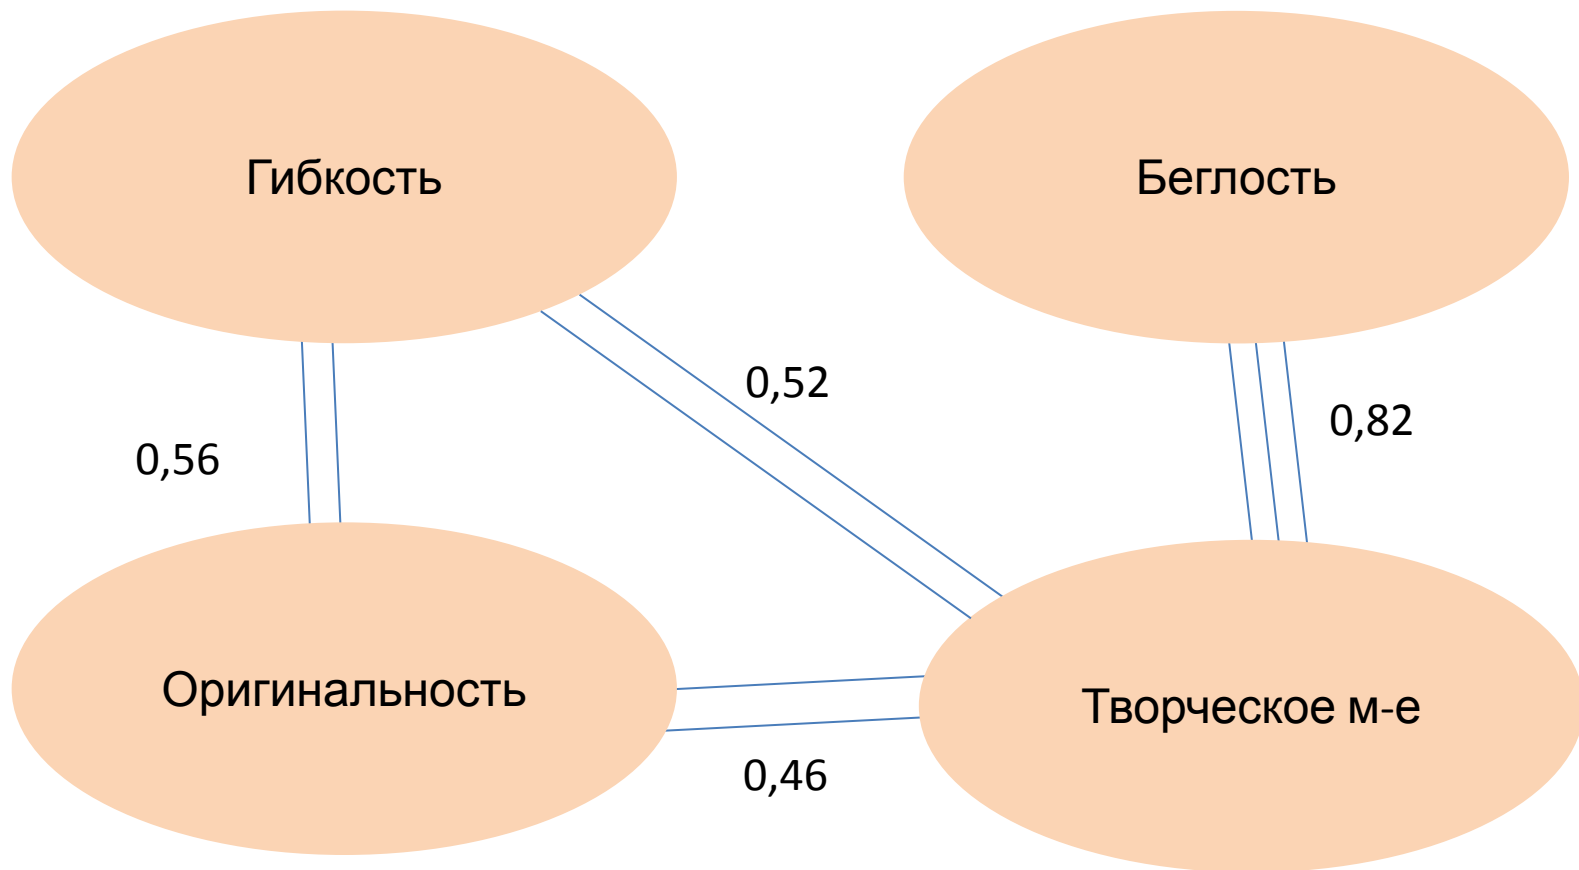 Гибкость
Беглость
0,52
0,82
0,56
Оригинальность
Творческое м-е
0,46